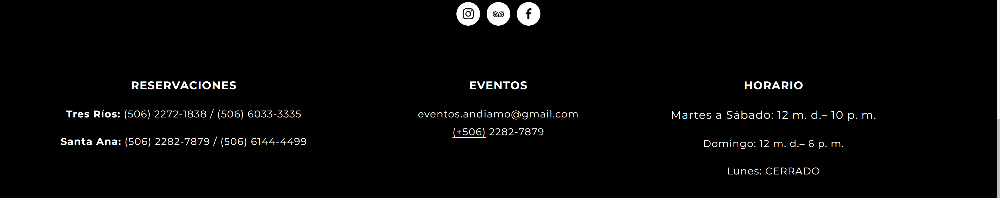 RESERVACIONES
Tres Ríos: (506) 2272-1838 / (506) 6033-3335
Santa Ana: (506) 2282-7879 / (506) 6144-4499
EVENTOS
eventos.andiamo@gmail.com
(+506) 2282-7879
HORARIO
Martes a Sábado: 12 m. d.– 10 p. m.
Domingo: 12 m. d.– 6 p. m.
Lunes: CERRADO